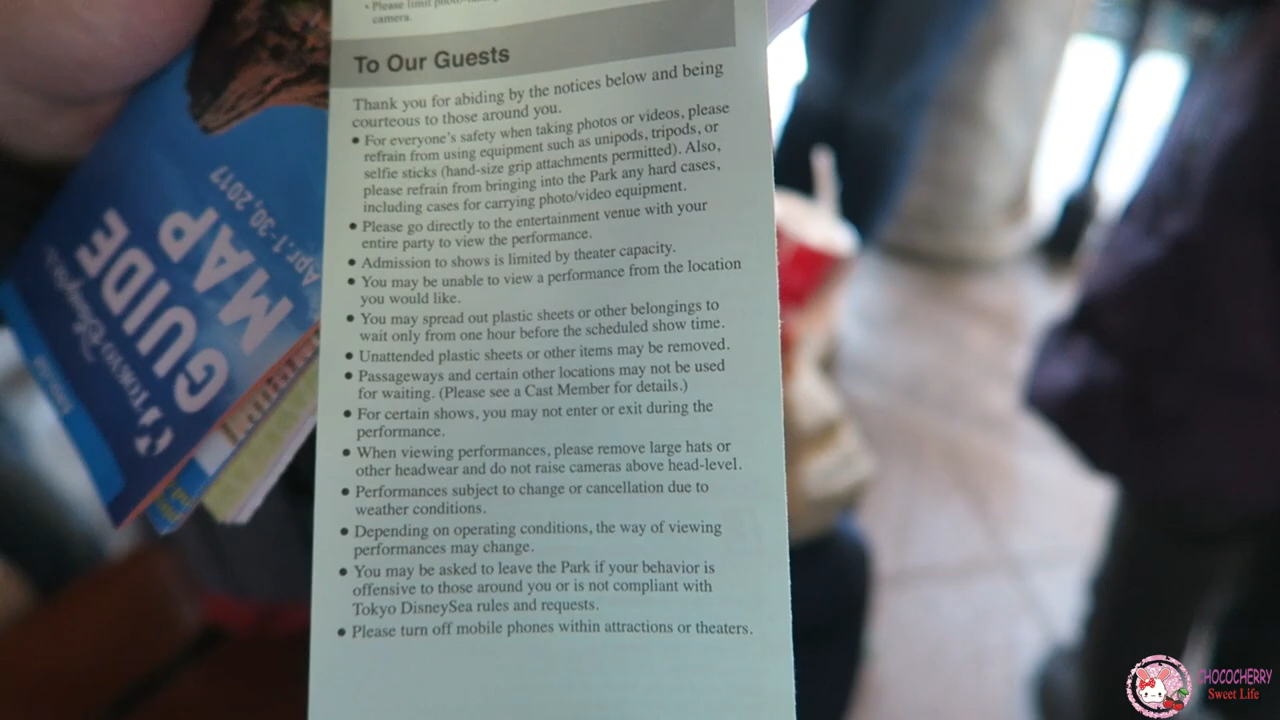 • Please limit
camera.
To Our Guests
Thank you for abiding by the notices below and being
courteous to those around you.
• For everyone's safety when taking photos or videos, please
refrain from using equipment such as unipods, tripods, or
selfie sticks (hand-size grip attachments permitted). Also,
please refrain from bringing into the Park any hard cases,
including cases for carrying photo/video equipment.
• Please go directly to the entertainment venue with your
entire party to view the performance.
• Admission to shows is limited by theater capacity.
• You may be unable to view a performance from the location
you would like.
• You may spread out plastic sheets or other belongings to
wait only from one hour before the scheduled show time.
• Unattended plastic sheets or other items may be removed.
• Passageways and certain other locations may not be used
for waiting. (Please see a Cast Member for details.)
• For certain shows, you may not enter or exit during the
performance.
• When viewing performances, please remove large hats or
other headwear and do not raise cameras above head-level.
• Performances subject to change or cancellation due to
weather conditions.
• Depending on operating conditions, the way of viewing
performances may change.
• You may be asked to leave the Park if your behavior is
offensive to those around you or is not compliant with
Tokyo DisneySea rules and requests.
• Please turn off mobile phones within attractions or theaters.
TOKYO Disney
GUIDE
MAP
Apr. 1-30, 2017
CHOCOCHERRY
Sweet Life